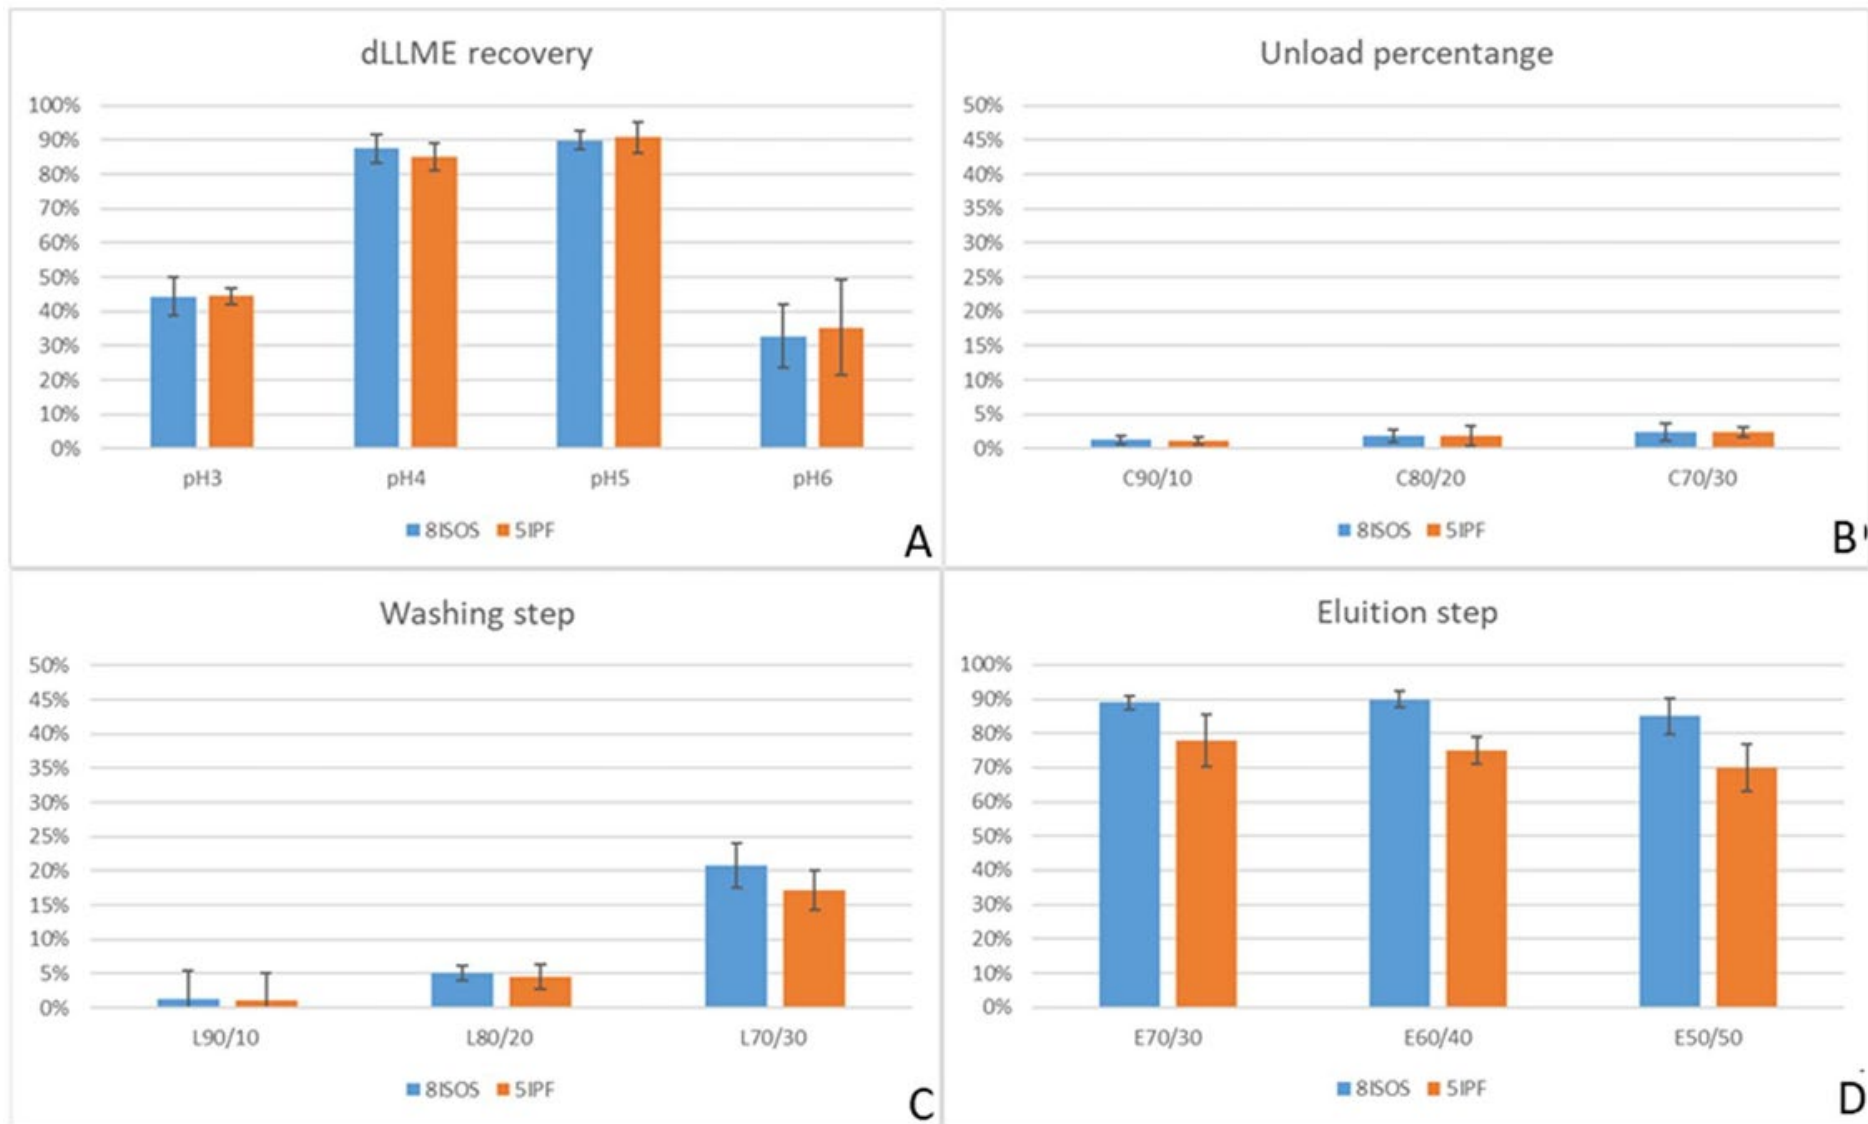 dLLME recovery
100%
90%
80%
70%
60%
50%
40%
30%
20%
10%
0%
pH3 pH4 pH5 pH6
8ISOS 5IPF
A
Unload percentange
50%
45%
40%
35%
30%
25%
20%
15%
10%
5%
0%
C90/10 C80/20 C70/30
8ISOS 5IPF
B
Washing step
50%
45%
40%
35%
30%
25%
20%
15%
10%
5%
0%
L90/10 L80/20 L70/30
8ISOS 5IPF
C
Eluition step
100%
90%
80%
70%
60%
50%
40%
30%
20%
10%
0%
E70/30 E60/40 E50/50
8ISOS 5IPF
D